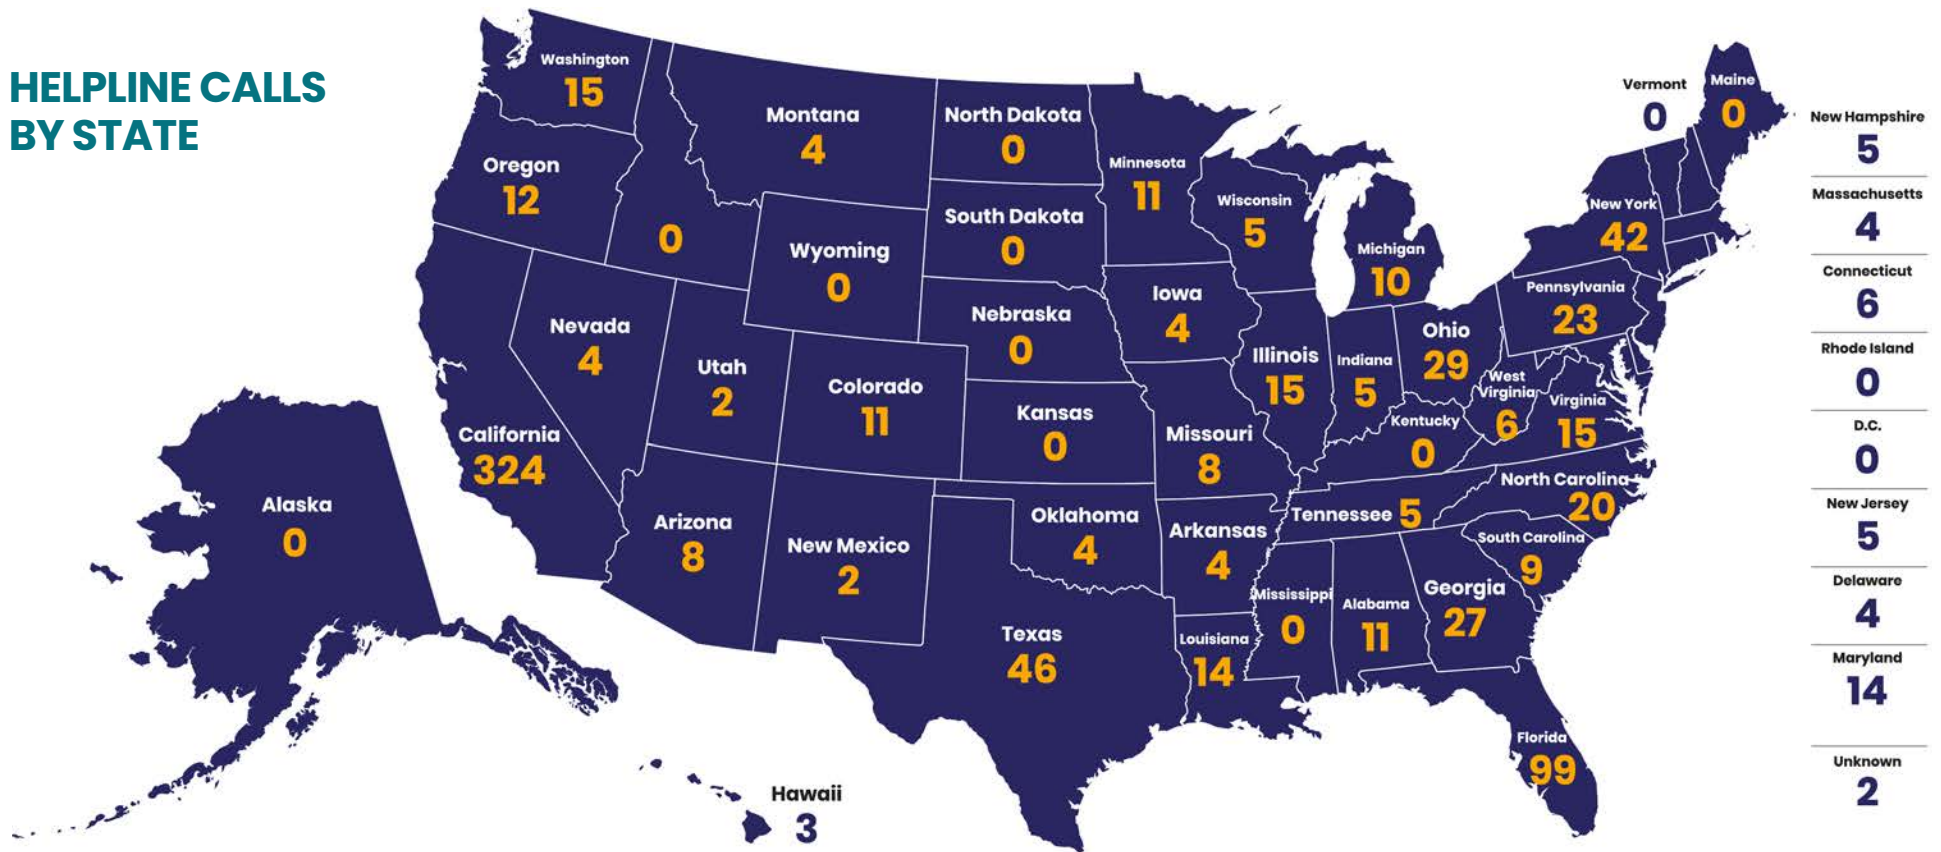 HELPLINE CALLS
BY STATE
Washington
15
Oregon
12
California
324
Nevada
4
0
Montana
4
Wyoming
0
Utah
2
Colorado
11
Arizona
8
New Mexico
2
North Dakota
0
South Dakota
0
Nebraska
0
Kansas
0
Oklahoma
4
Texas
46
Minnesota
11
Iowa
4
Missouri
8
Arkansas
4
Louisiana
14
Wisconsin
5
Illinois
15
Michigan
10
Indiana
5
Ohio
29
Kentucky
0
Tennessee 5
Mississippi
0
Alabama
11
Georgia
27
Florida
99
South Carolina
9
North Carolina
20
Virginia
15
West
Virginia
6
Pennsylvania
23
New York
42
Vermont
0
Maine
0
Alaska
0
Hawaii
3
New Hampshire
5
Massachusetts
4
Connecticut
6
Rhode Island
0
D.C.
0
New Jersey
5
Delaware
4
Maryland
14
Unknown
2